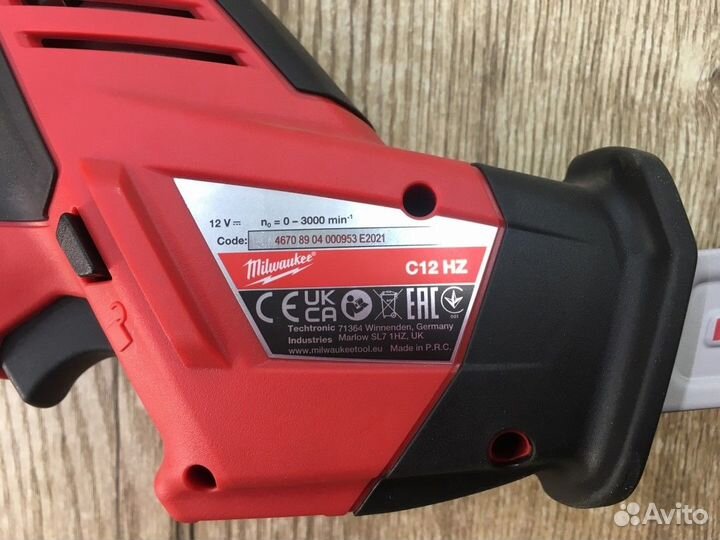 12 V⎓ n₀ = 0 – 3000 min⁻¹
Code: 4670 89 04 000953 E2021
Milwaukee®
C12 HZ
CE UK CA EAC
Techtronic 71364 Winnenden, Germany
Industries Marlow SL7 1HZ, UK
www.milwaukeetool.eu Made in P.R.C.
Avito